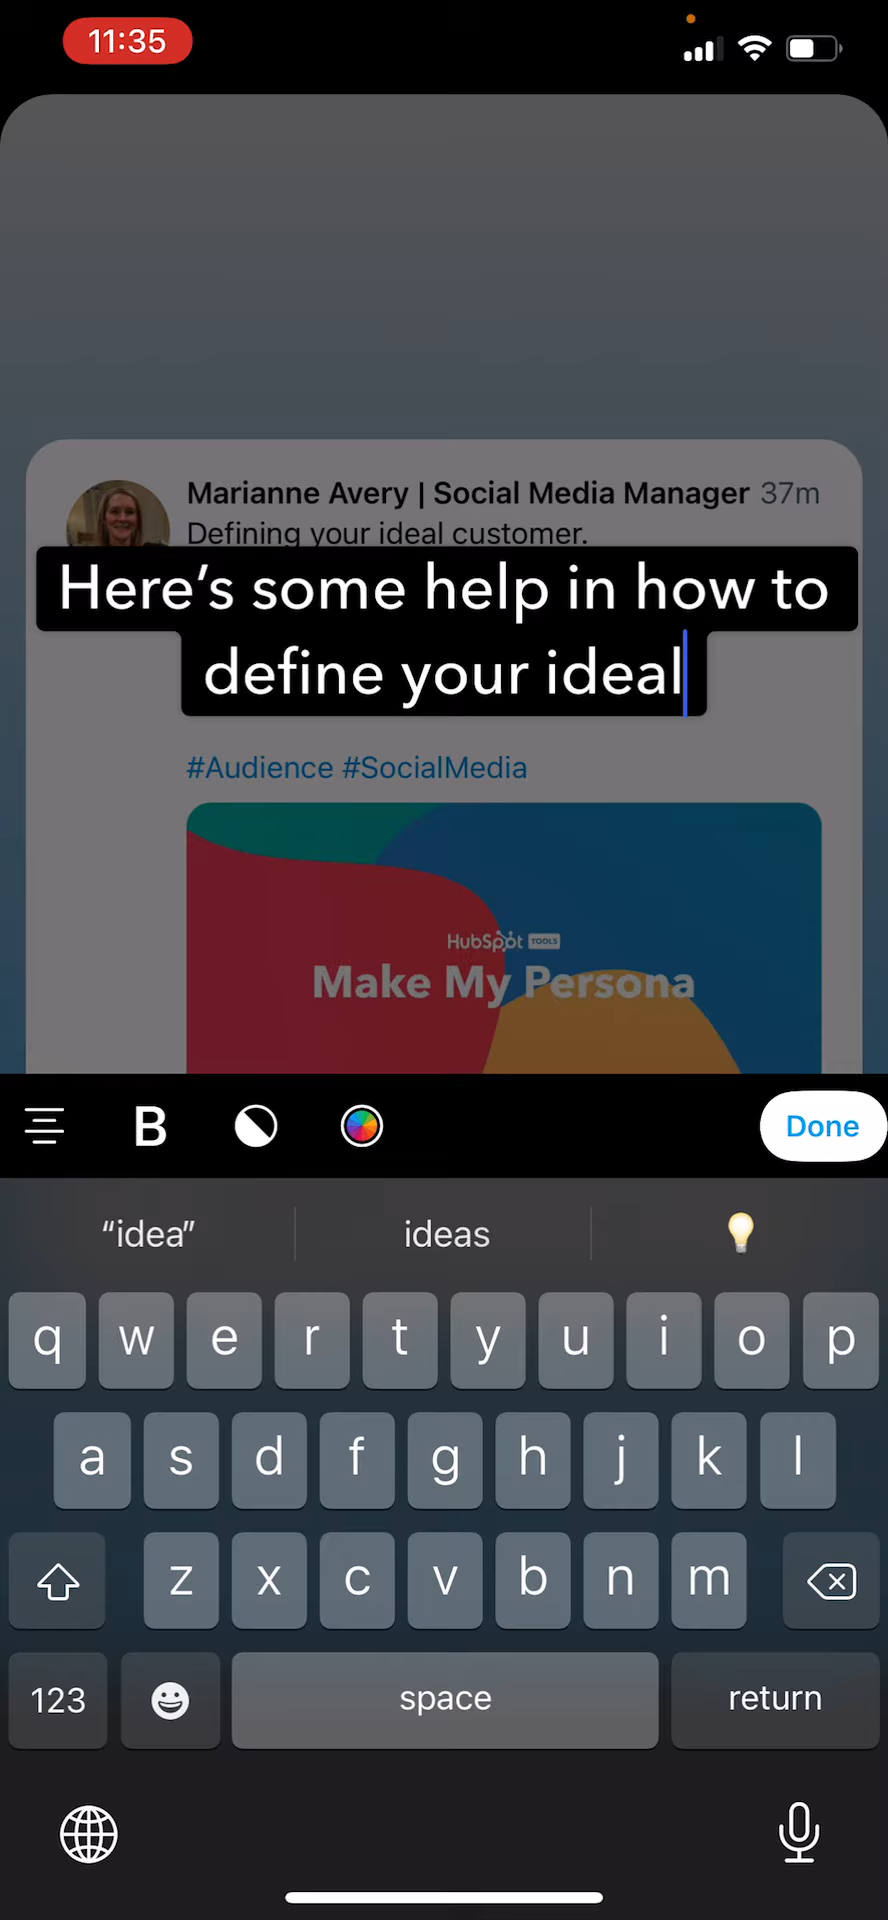 11:35
Marianne Avery | Social Media Manager 37m
Defining your ideal customer.
Here's some help in how to
define your ideal
#Audience #SocialMedia
HubSpot TOOLS
Make My Persona
B
Done
“idea” ideas
q w e r t y u i o p
a s d f g h j k l
z x c v b n m
123 space return